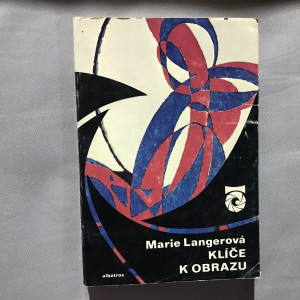 Marie Langerová
KLÍČE
K OBRAZU
albatros